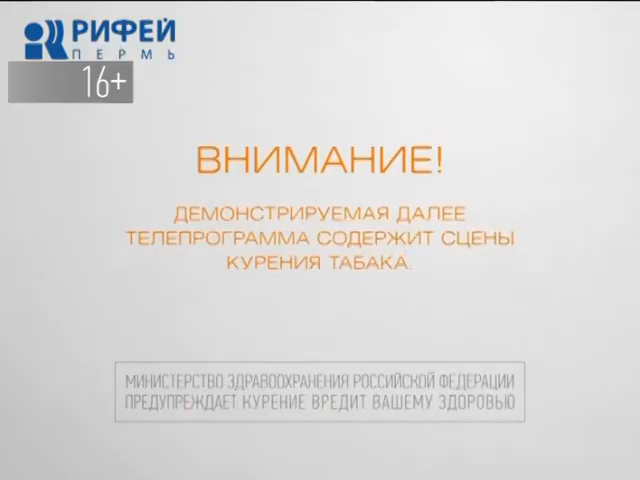 РИФЕЙ
ПЕРМЬ
16+
ВНИМАНИЕ!
ДЕМОНСТРИРУЕМАЯ ДАЛЕЕ
ТЕЛЕПРОГРАММА СОДЕРЖИТ СЦЕНЫ
КУРЕНИЯ ТАБАКА.
МИНИСТЕРСТВО ЗДРАВООХРАНЕНИЯ РОССИЙСКОЙ ФЕДЕРАЦИИ
ПРЕДУПРЕЖДАЕТ КУРЕНИЕ ВРЕДИТ ВАШЕМУ ЗДОРОВЬЮ